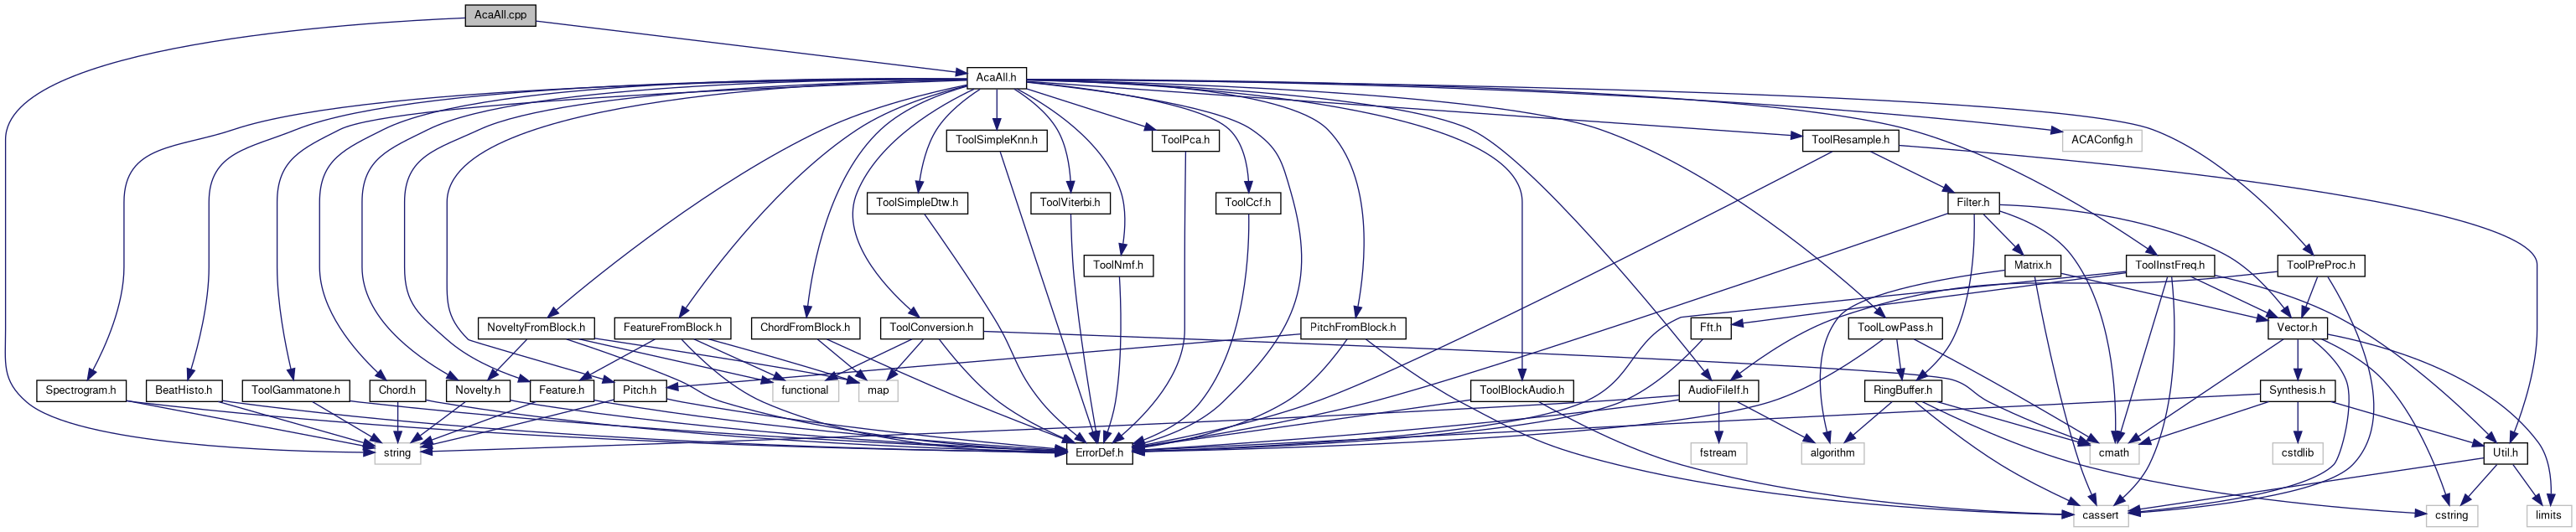 AcaAll.cpp
AcaAll.h
ToolSimpleKnn.h
ToolPca.h
ToolResample.h
ACAConfig.h
ToolSimpleDtw.h
ToolViterbi.h
ToolCcf.h
Filter.h
ToolNmf.h
Matrix.h
ToolInstFreq.h
ToolPreProc.h
NoveltyFromBlock.h
FeatureFromBlock.h
ChordFromBlock.h
ToolConversion.h
PitchFromBlock.h
Fft.h
ToolLowPass.h
Vector.h
Spectrogram.h
BeatHisto.h
ToolGammatone.h
Chord.h
Novelty.h
Feature.h
Pitch.h
functional
map
ToolBlockAudio.h
AudioFileIf.h
RingBuffer.h
Synthesis.h
string
ErrorDef.h
fstream
algorithm
cmath
cstdlib
Util.h
cassert
cstring
limits